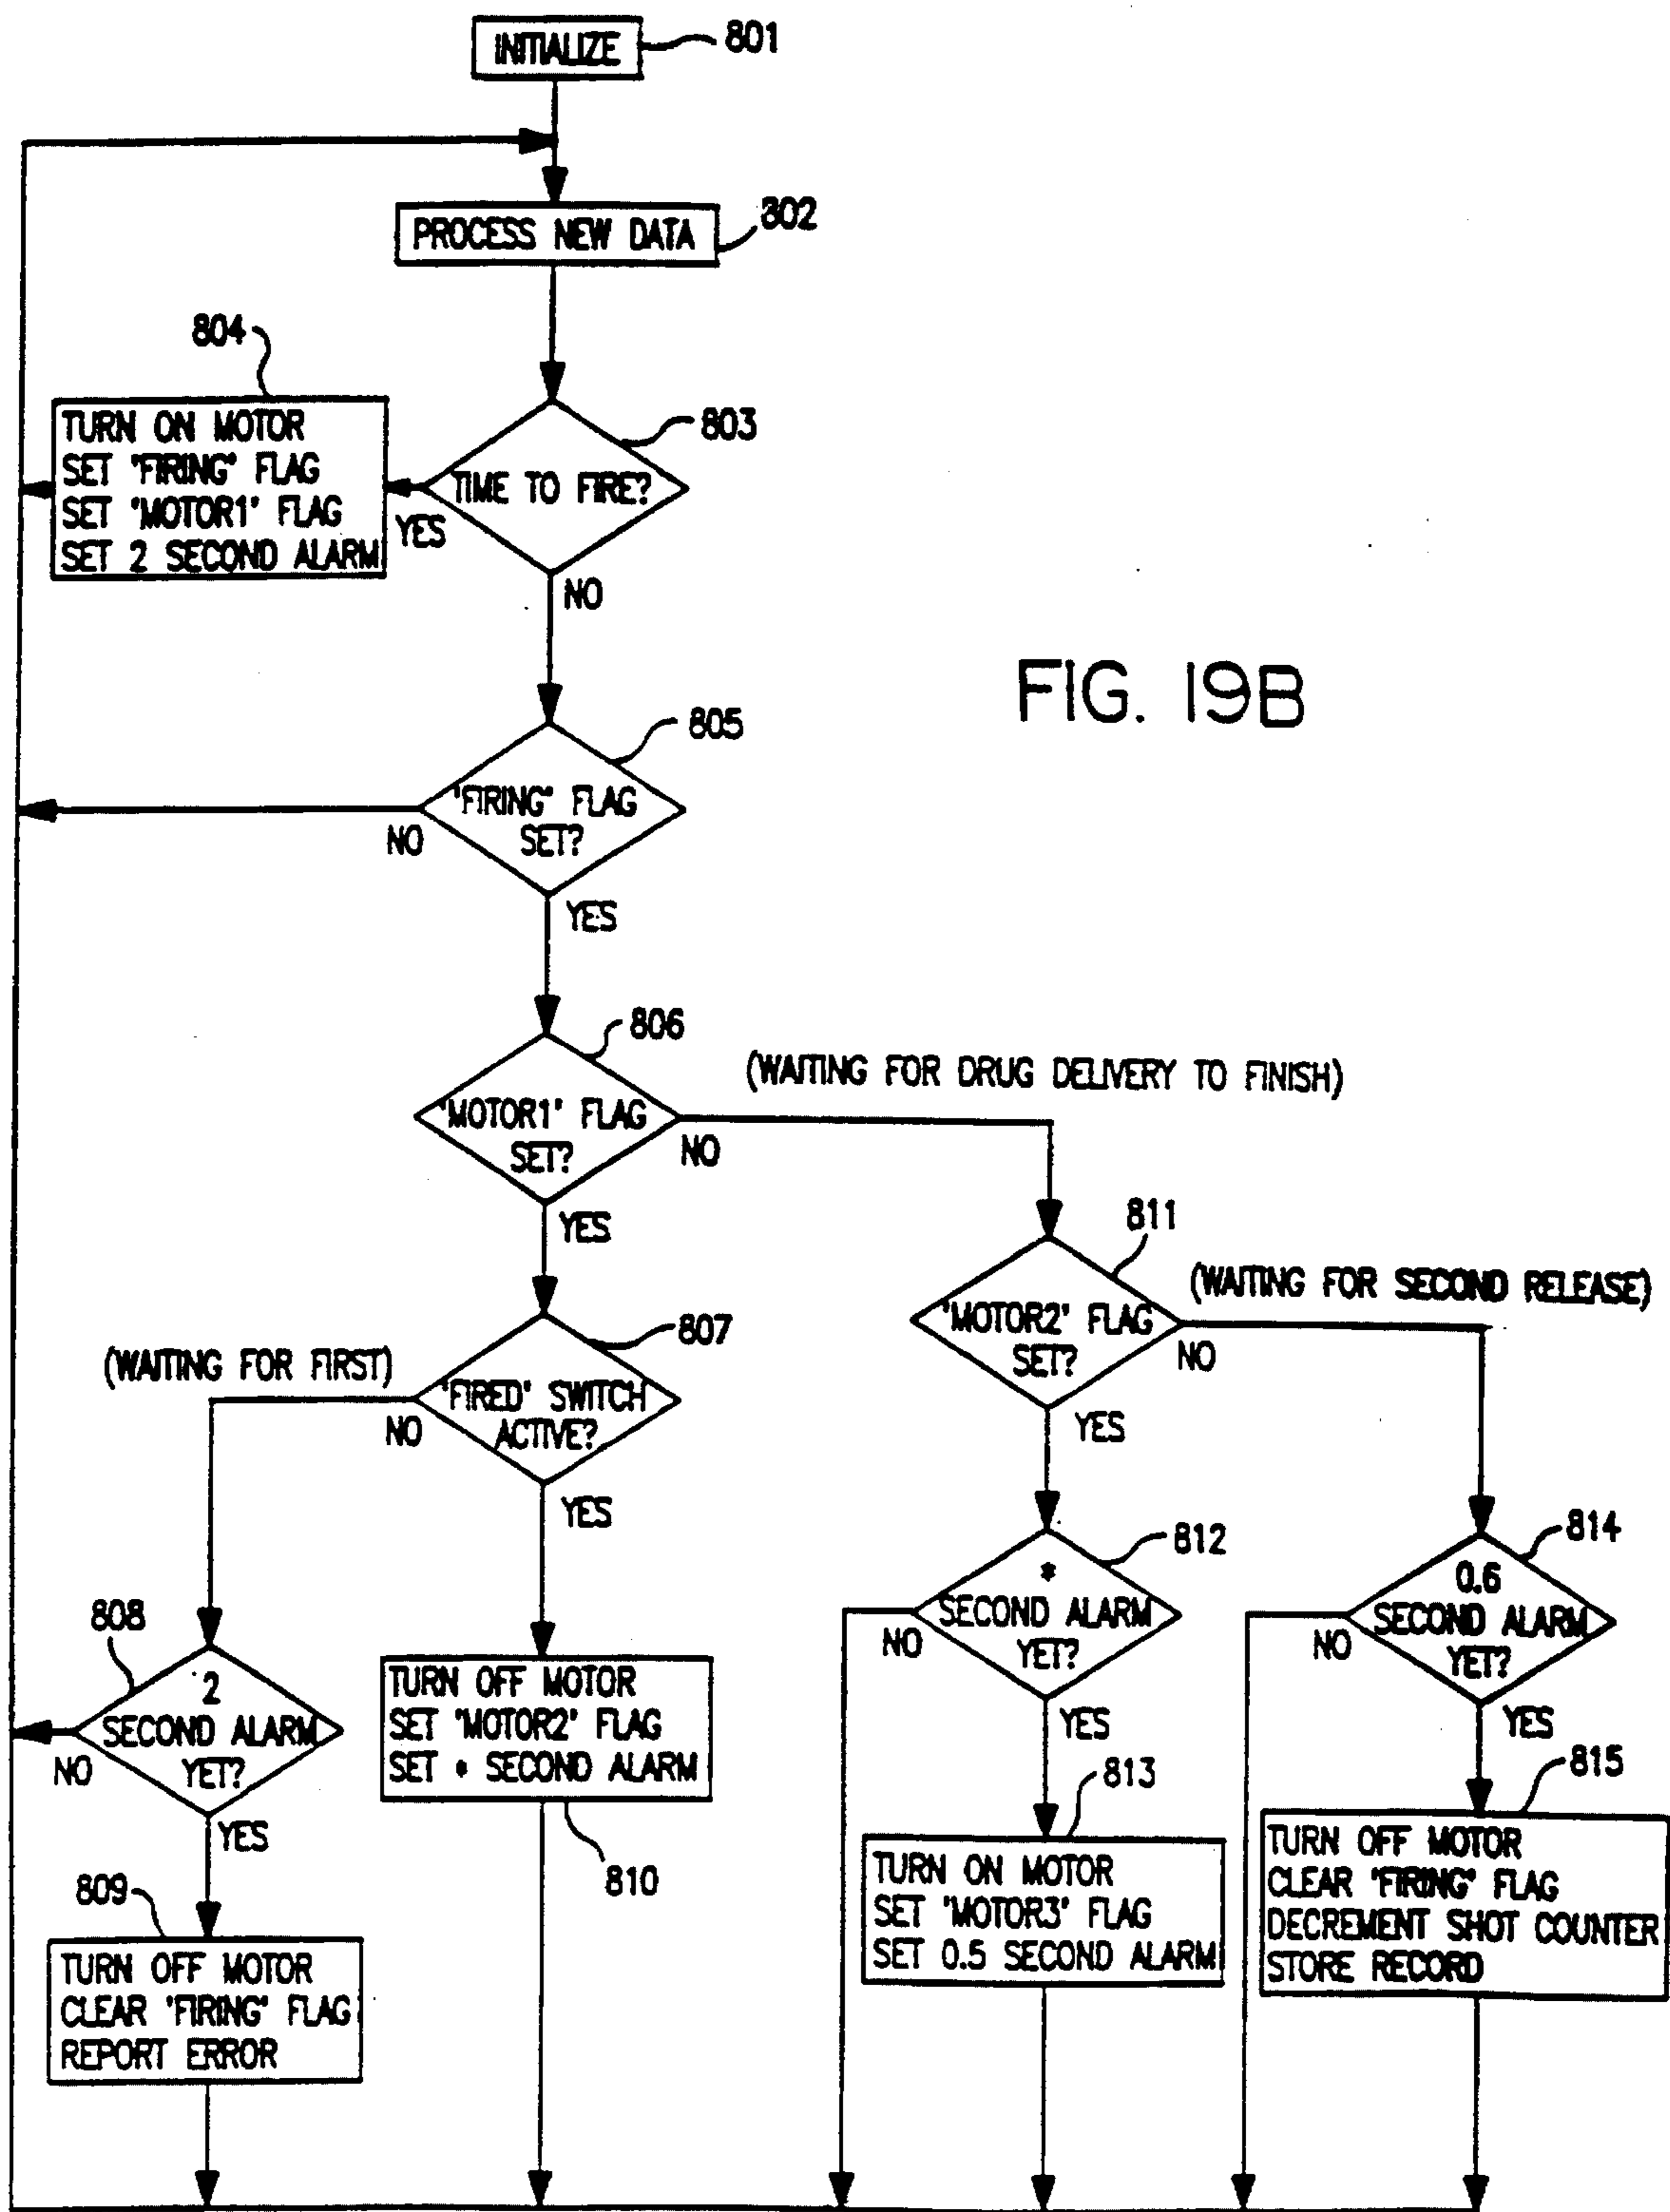 INITIALIZE
801
PROCESS NEW DATA
802
804
TURN ON MOTOR
SET "FIRING" FLAG
SET "MOTOR1" FLAG
SET 2 SECOND ALARM
803
TIME TO FIRE?
YES
NO
FIG. 19B
805
"FIRING" FLAG
SET?
NO
YES
806
"MOTOR1" FLAG
SET?
(WAITING FOR DRUG DELIVERY TO FINISH)
NO
YES
811
"MOTOR2" FLAG
SET?
(WAITING FOR SECOND RELEASE)
NO
YES
807
(WAITING FOR FIRST)
"FIRED" SWITCH
ACTIVE?
NO
YES
812
*
SECOND ALARM
YET?
NO
YES
814
0.6
SECOND ALARM
YET?
NO
YES
808
2
SECOND ALARM
YET?
NO
YES
TURN OFF MOTOR
SET "MOTOR2" FLAG
SET * SECOND ALARM
810
813
TURN ON MOTOR
SET "MOTOR3" FLAG
SET 0.5 SECOND ALARM
815
TURN OFF MOTOR
CLEAR "FIRING" FLAG
DECREMENT SHOT COUNTER
STORE RECORD
809
TURN OFF MOTOR
CLEAR "FIRING" FLAG
REPORT ERROR